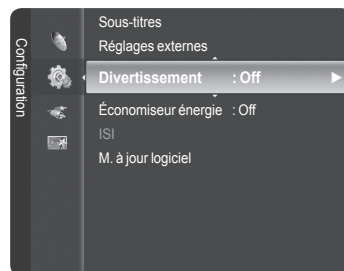 Configuration
Sous-titres
Réglages externes
Divertissement : Off
Économiseur énergie : Off
ISI
M. à jour logiciel